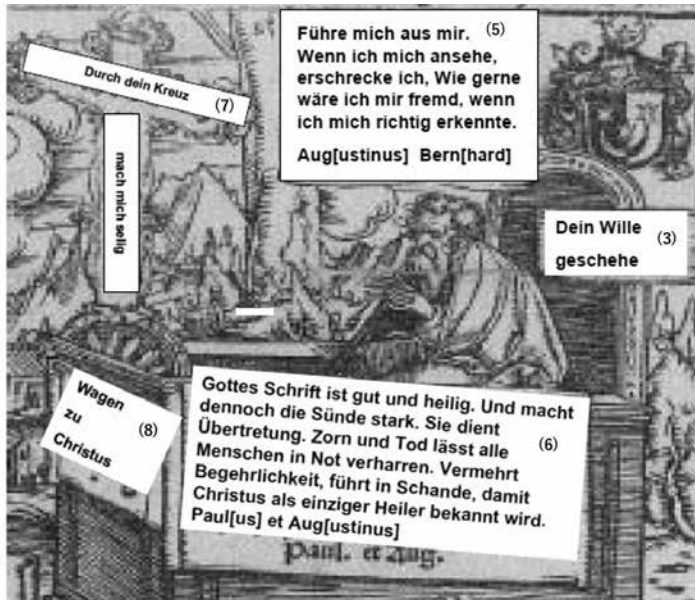 Führe mich aus mir. (5)
Wenn ich mich ansehe,
erschrecke ich, Wie gerne
wäre ich mir fremd, wenn
ich mich richtig erkennte.
Aug[ustinus] Bern[hard]
Durch dein Kreuz (7)
mach mich selig
Dein Wille (3)
geschehe
Wagen
zu (8)
Christus
Gottes Schrift ist gut und heilig. Und macht
dennoch die Sünde stark. Sie dient (6)
Übertretung. Zorn und Tod lässt alle
Menschen in Not verharren. Vermehrt
Begehrlichkeit, führt in Schande, damit
Christus als einziger Heiler bekannt wird.
Paul[us] et Aug[ustinus]
Paul. et Aug.